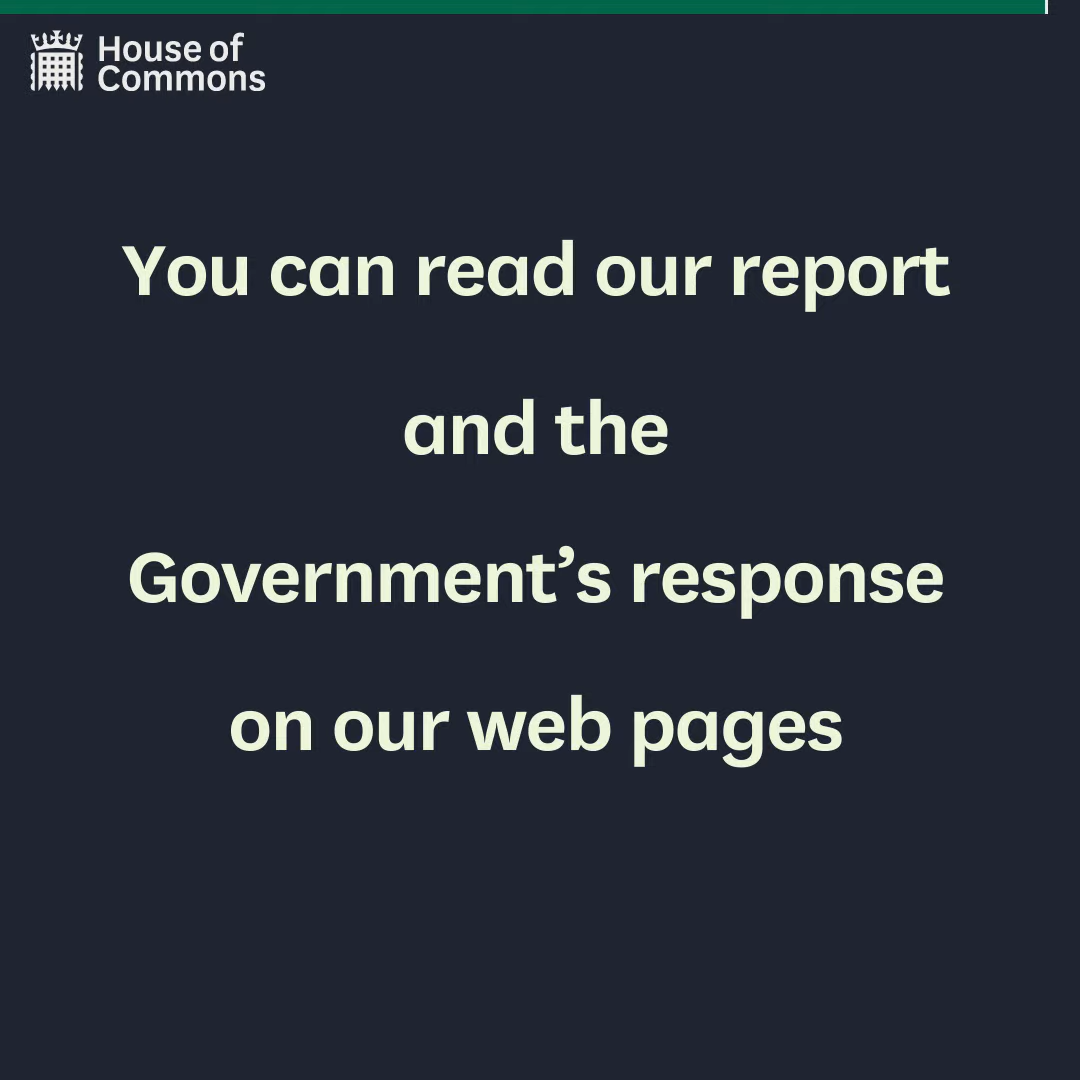 House of
Commons
You can read our report
and the
Government’s response
on our web pages